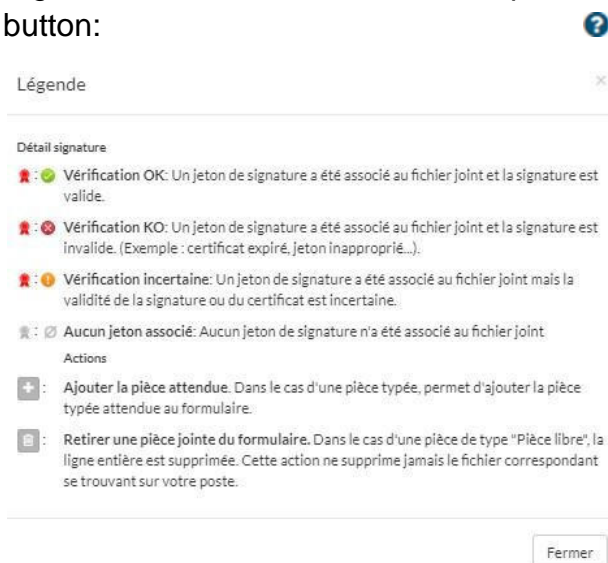 button:
Légende
Détail signature
Vérification OK: Un jeton de signature a été associé au fichier joint et la signature est
valide.
Vérification KO: Un jeton de signature a été associé au fichier joint et la signature est
invalide. (Exemple : certificat expiré, jeton inapproprié...).
Vérification incertaine: Un jeton de signature a été associé au fichier joint mais la
validité de la signature ou du certificat est incertaine.
Aucun jeton associé: Aucun jeton de signature n'a été associé au fichier joint
Actions
Ajouter la pièce attendue. Dans le cas d'une pièce typée, permet d'ajouter la pièce
typée attendue au formulaire.
Retirer une pièce jointe du formulaire. Dans le cas d'une pièce de type "Pièce libre", la
ligne entière est supprimée. Cette action ne supprime jamais le fichier correspondant
se trouvant sur votre poste.
Fermer